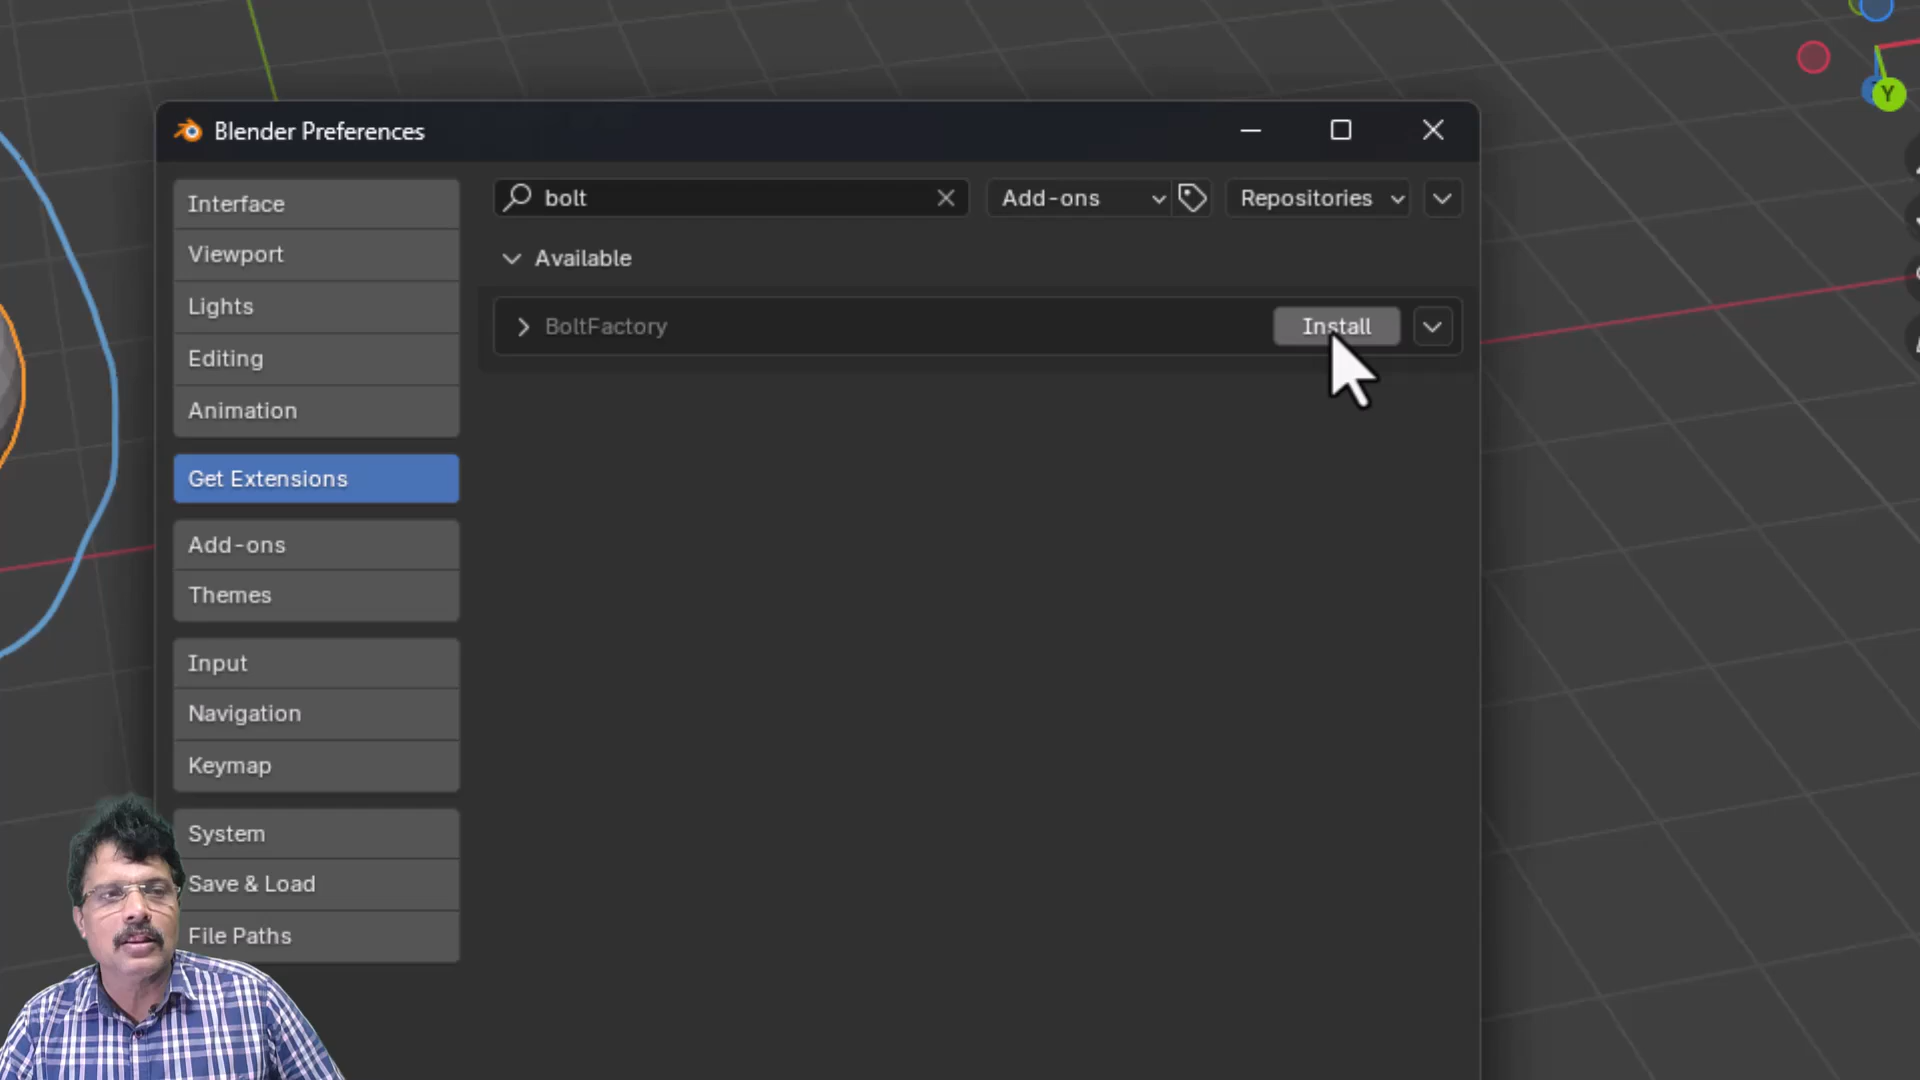 Blender Preferences
bolt
Add-ons
Repositories
Interface
Viewport
Lights
Editing
Animation
Get Extensions
Add-ons
Themes
Input
Navigation
Keymap
System
Save & Load
File Paths
Available
BoltFactory
Install
Y